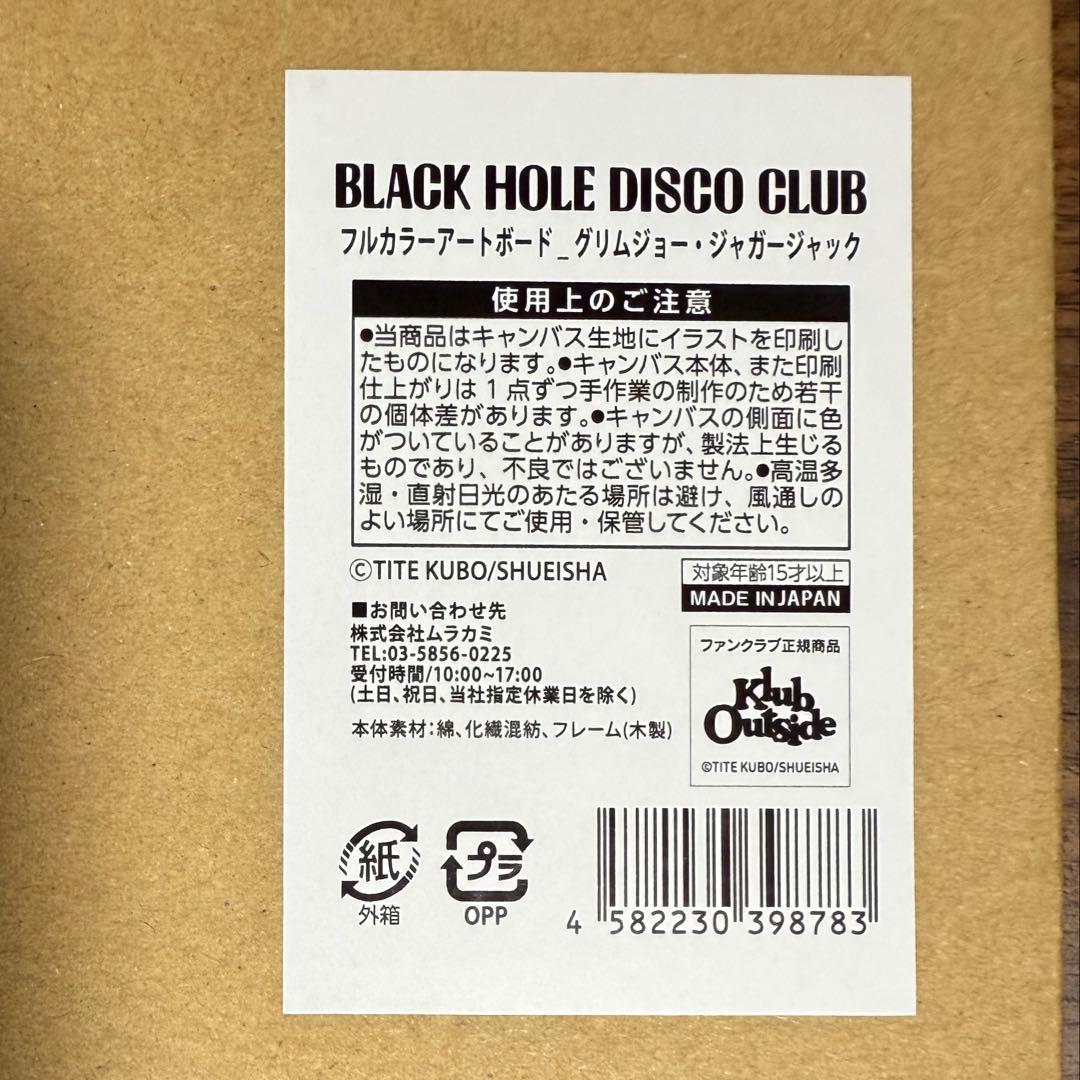 BLACK HOLE DISCO CLUB
フルカラーアートボード_グリムジョー・ジャガージャック
使用上のご注意
●当商品はキャンバス生地にイラストを印刷し
たものになります。●キャンバス本体、また印刷
仕上がりは1点ずつ手作業の制作のため若干
の個体差があります。●キャンバスの側面に色
がついていることがありますが、製法上生じる
ものであり、不良ではございません。●高温多
湿・直射日光のあたる場所は避け、風通しの
よい場所にてご使用・保管してください。
©TITE KUBO/SHUEISHA
対象年齢15才以上
MADE IN JAPAN
■お問い合わせ先
株式会社ムラカミ
TEL:03-5856-0225
受付時間/10:00~17:00
(土日、祝日、当社指定休業日を除く)
本体素材:綿、化繊混紡、フレーム(木製)
ファンクラブ正規商品
Klub
Outside
©TITE KUBO/SHUEISHA
紙
外箱
プラ
OPP
4 582230 398783